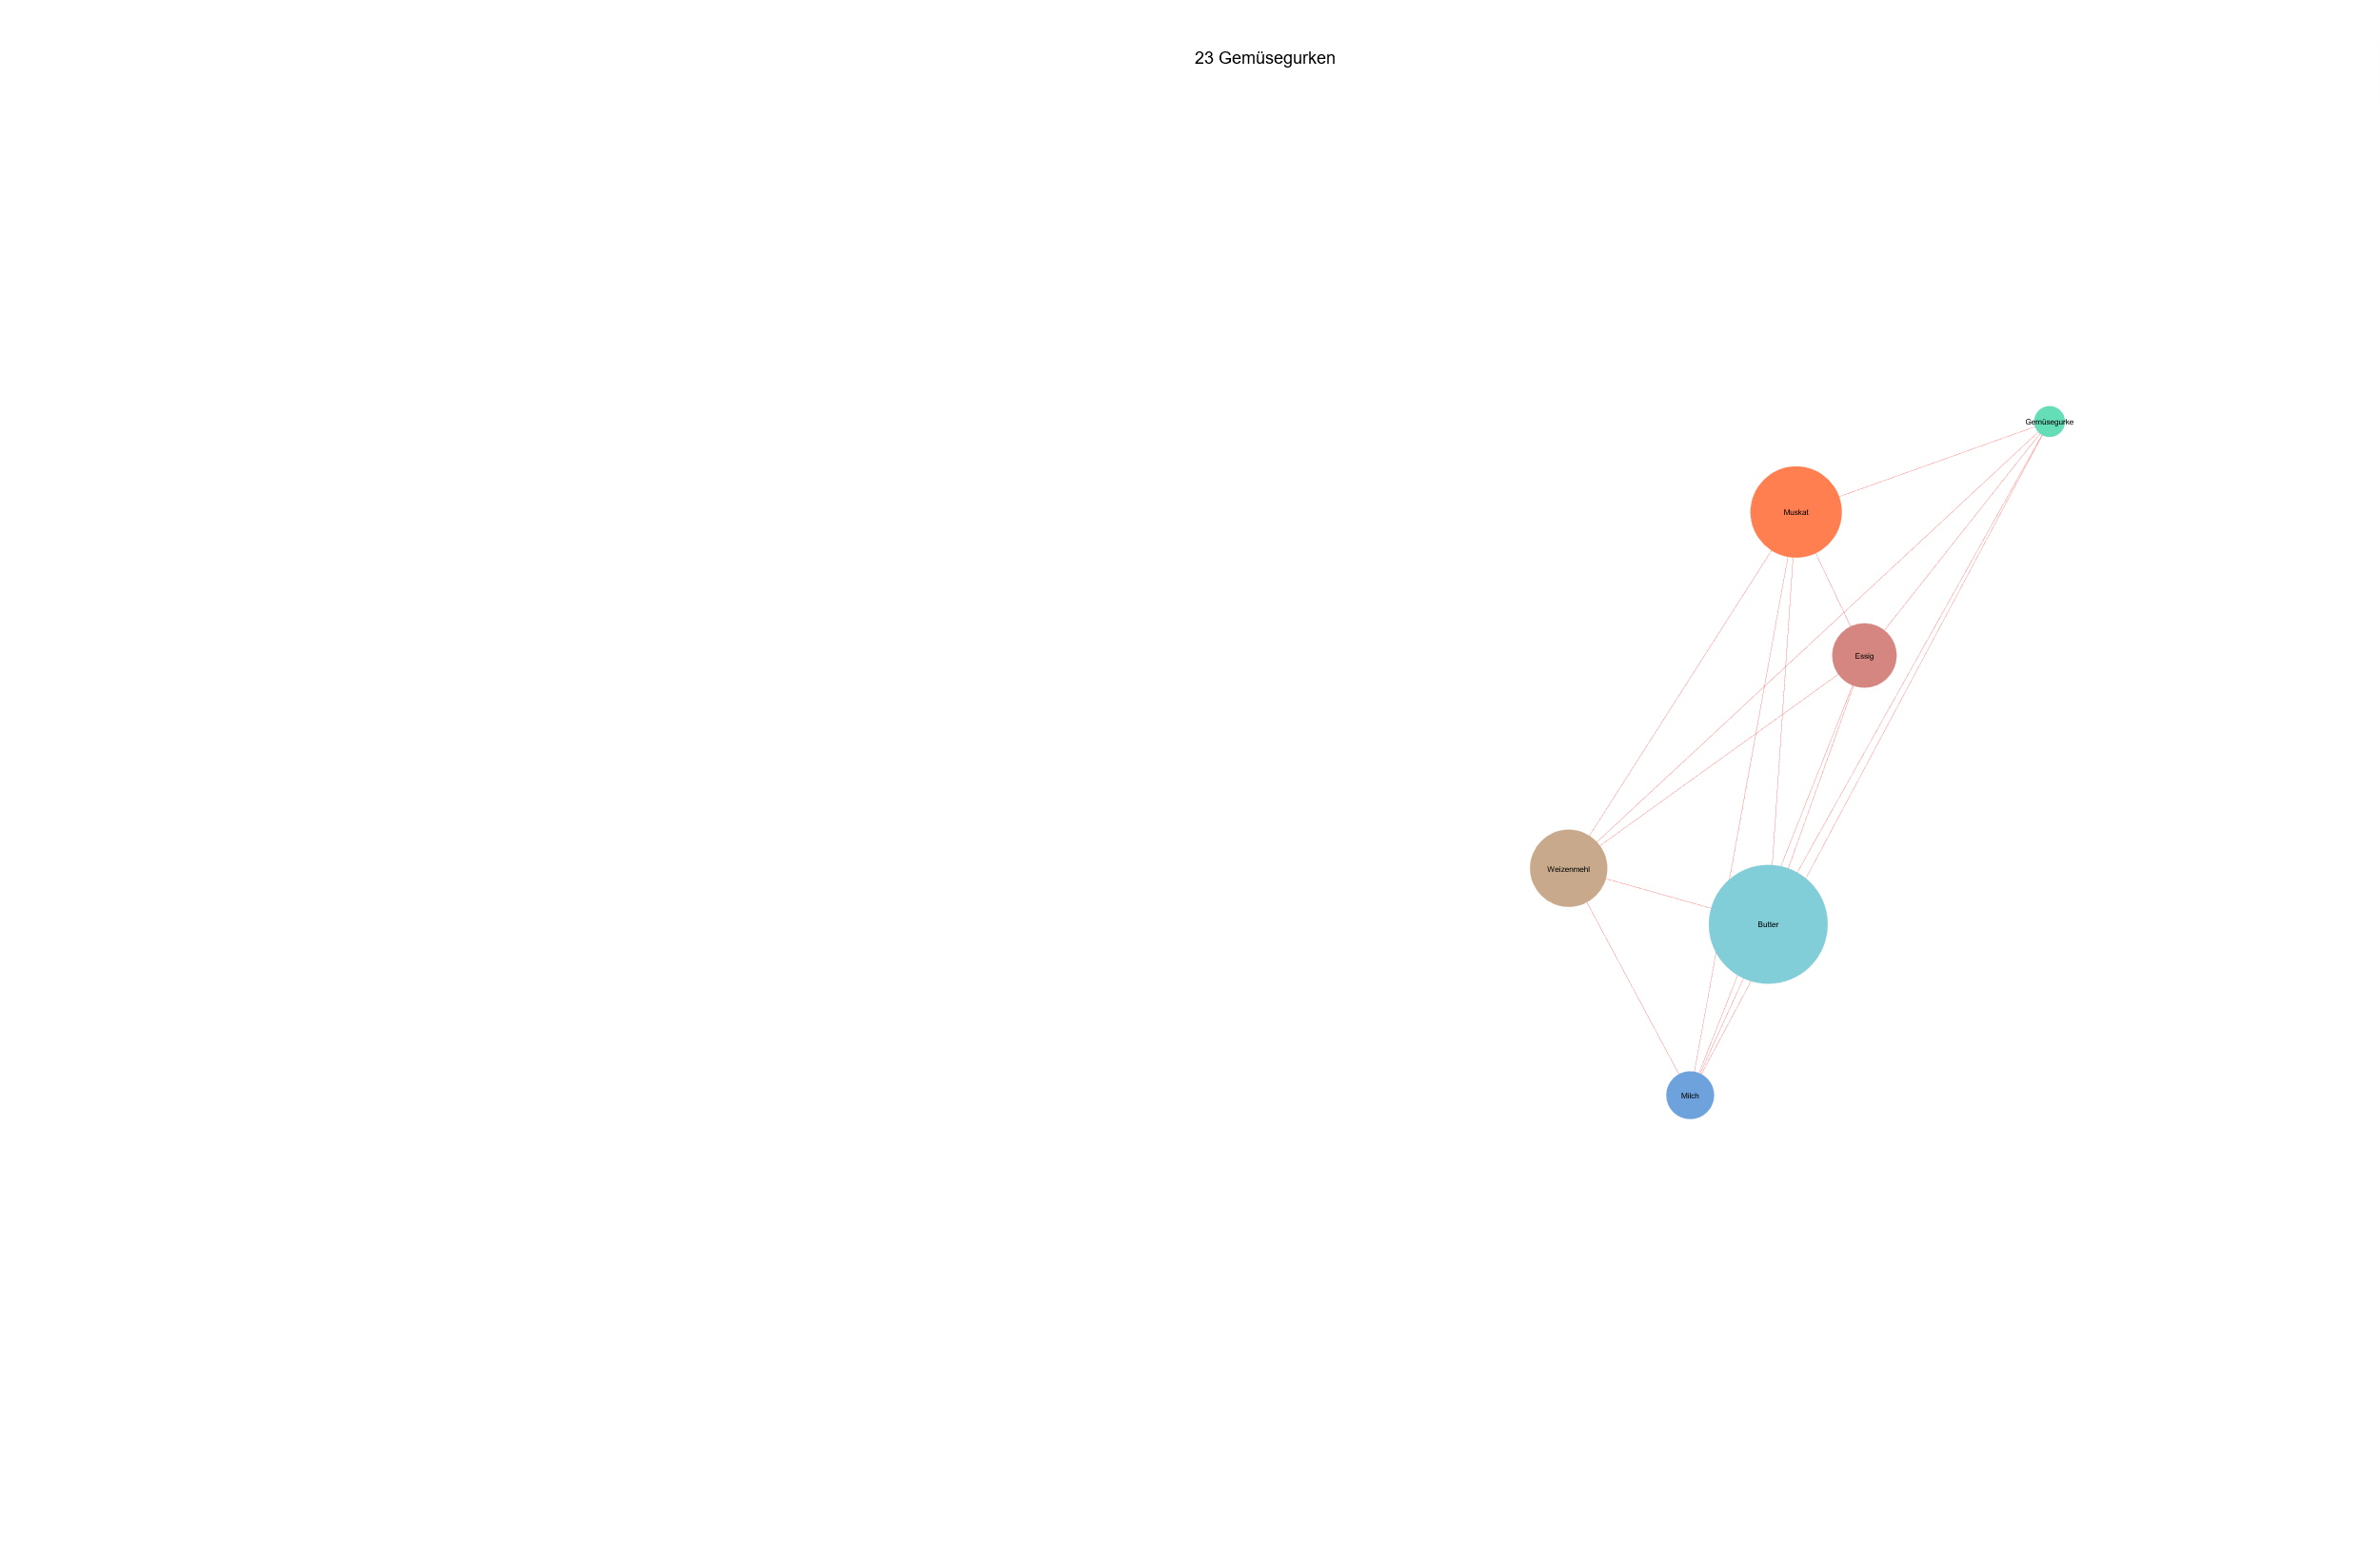 23 Gemüsegurken
Gemüsegurke
Muskat
Essig
Weizenmehl
Butter
Milch